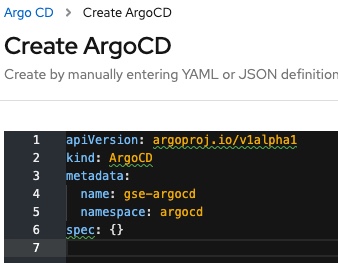 Argo CD > Create ArgoCD
Create ArgoCD
Create by manually entering YAML or JSON definition
1 apiVersion: argoproj.io/v1alpha1
2 kind: ArgoCD
3 metadata:
4   name: gse-argocd
5   namespace: argocd
6 spec: {}
7